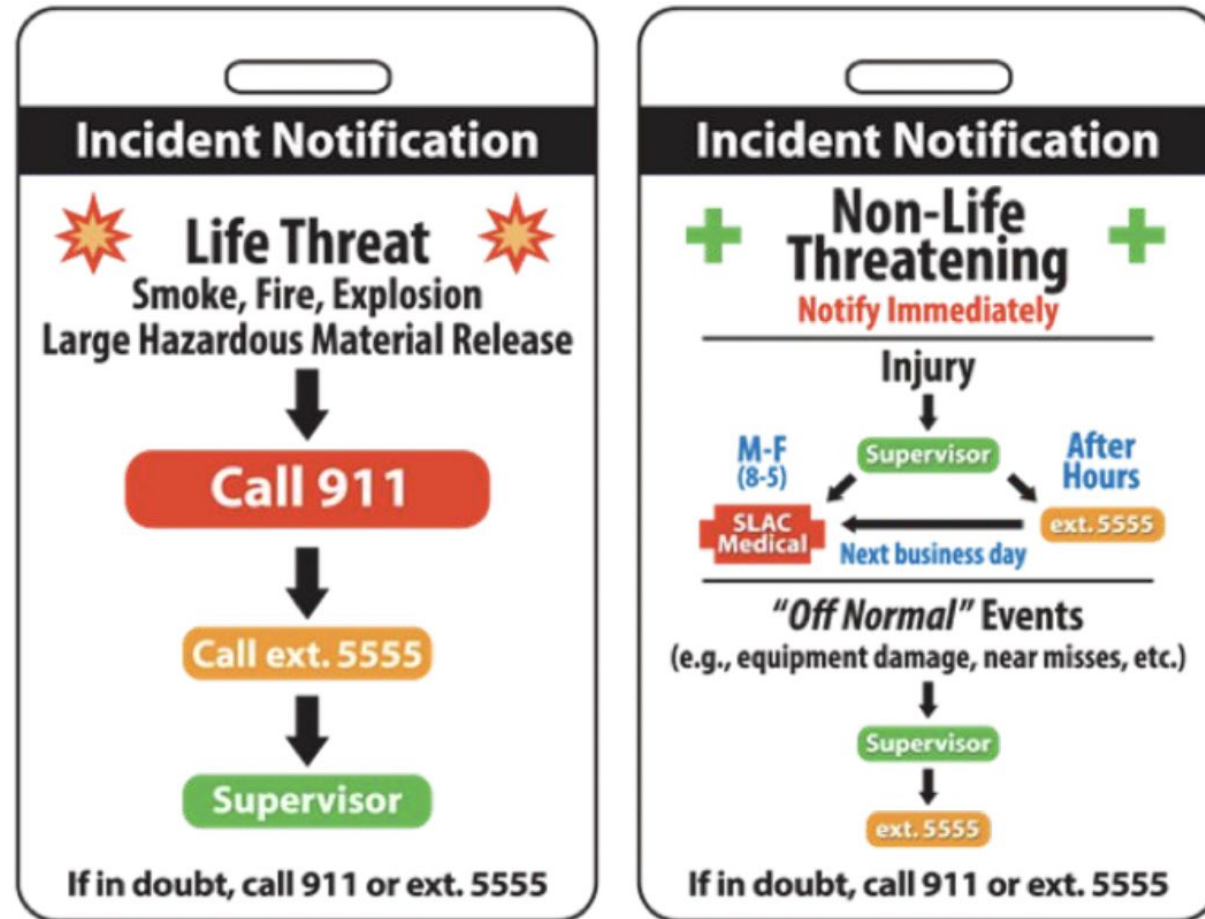 Incident Notification
Life Threat
Smoke, Fire, Explosion
Large Hazardous Material Release
Call 911
Call ext. 5555
Supervisor
If in doubt, call 911 or ext. 5555
Incident Notification
Non-Life
Threatening
Notify Immediately
Injury
Supervisor
M-F
(8-5)
After
Hours
SLAC
Medical
ext. 5555
Next business day
"Off Normal" Events
(e.g., equipment damage, near misses, etc.)
Supervisor
ext. 5555
If in doubt, call 911 or ext. 5555